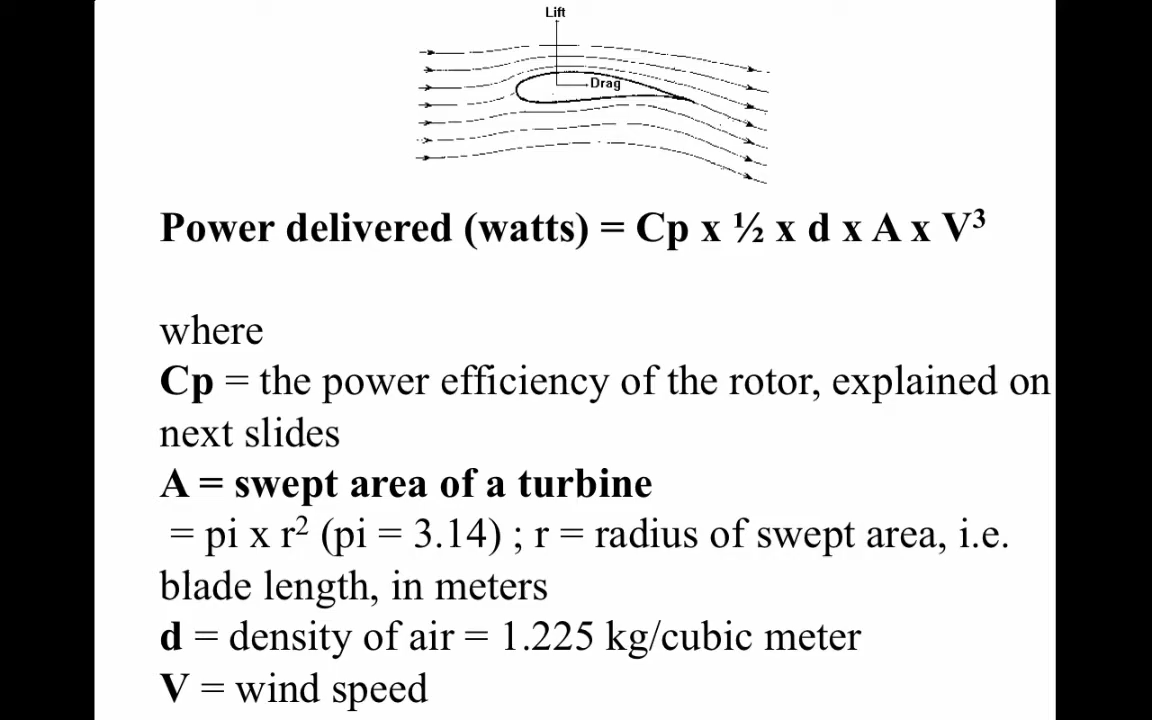 Lift
Drag
Power delivered (watts) = Cp x ½ x d x A x V³
where
Cp = the power efficiency of the rotor, explained on
next slides
A = swept area of a turbine
= pi x r² (pi = 3.14) ; r = radius of swept area, i.e.
blade length, in meters
d = density of air = 1.225 kg/cubic meter
V = wind speed